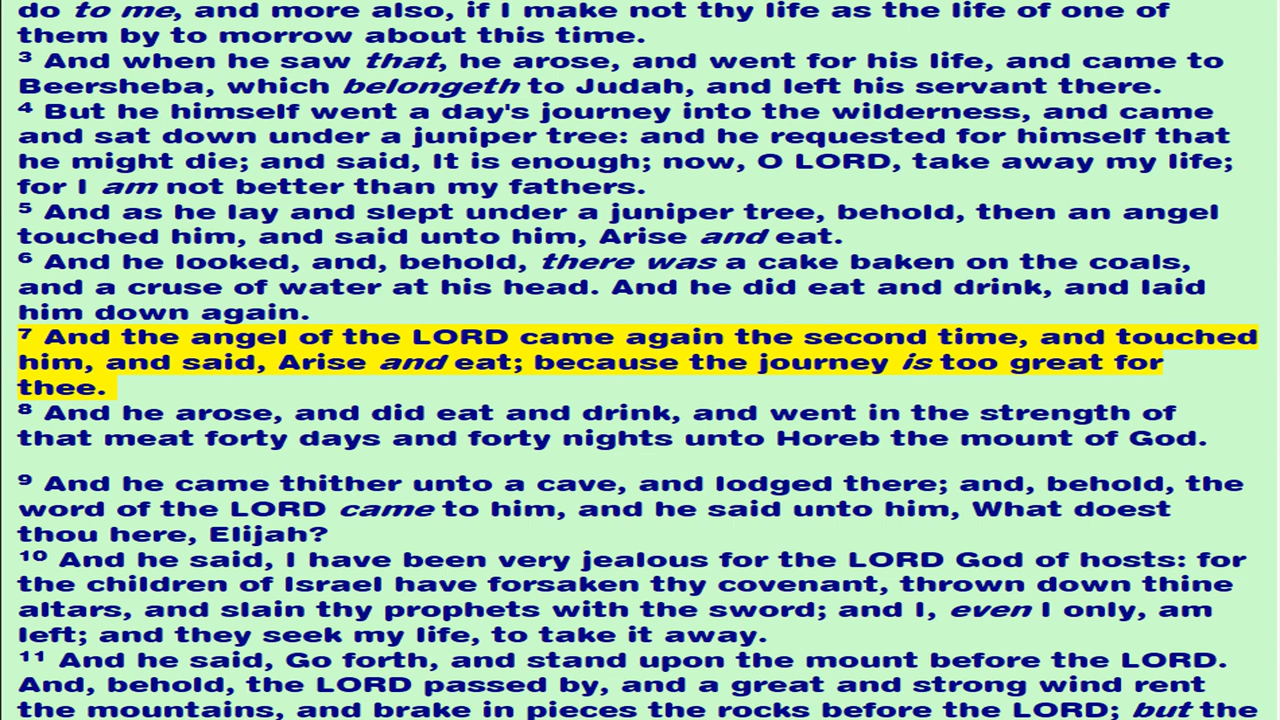 do to me, and more also, if I make not thy life as the life of one of
them by to morrow about this time.
³ And when he saw that, he arose, and went for his life, and came to
Beersheba, which belongeth to Judah, and left his servant there.
⁴ But he himself went a day's journey into the wilderness, and came
and sat down under a juniper tree: and he requested for himself that
he might die; and said, It is enough; now, O LORD, take away my life;
for I am not better than my fathers.
⁵ And as he lay and slept under a juniper tree, behold, then an angel
touched him, and said unto him, Arise and eat.
⁶ And he looked, and, behold, there was a cake baken on the coals,
and a cruse of water at his head. And he did eat and drink, and laid
him down again.
⁷ And the angel of the LORD came again the second time, and touched
him, and said, Arise and eat; because the journey is too great for
thee.
⁸ And he arose, and did eat and drink, and went in the strength of
that meat forty days and forty nights unto Horeb the mount of God.
⁹ And he came thither unto a cave, and lodged there; and, behold, the
word of the LORD came to him, and he said unto him, What doest
thou here, Elijah?
¹⁰ And he said, I have been very jealous for the LORD God of hosts: for
the children of Israel have forsaken thy covenant, thrown down thine
altars, and slain thy prophets with the sword; and I, even I only, am
left; and they seek my life, to take it away.
¹¹ And he said, Go forth, and stand upon the mount before the LORD.
And, behold, the LORD passed by, and a great and strong wind rent
the mountains, and brake in pieces the rocks before the LORD; but the